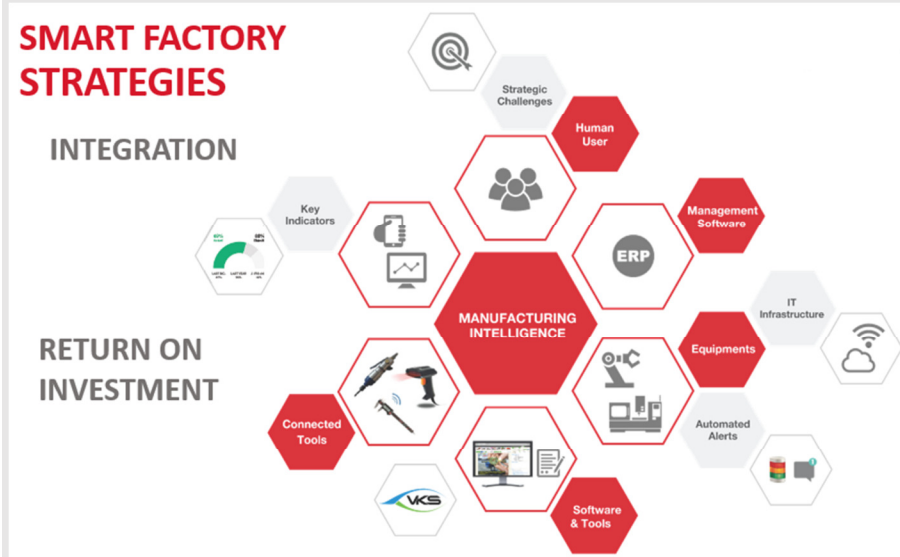 SMART FACTORY
STRATEGIES
INTEGRATION
RETURN ON
INVESTMENT
Strategic
Challenges
Human
User
Key
Indicators
Management
Software
ERP
MANUFACTURING
INTELLIGENCE
IT
Infrastructure
Equipments
Connected
Tools
Automated
Alerts
VKS
Software
& Tools